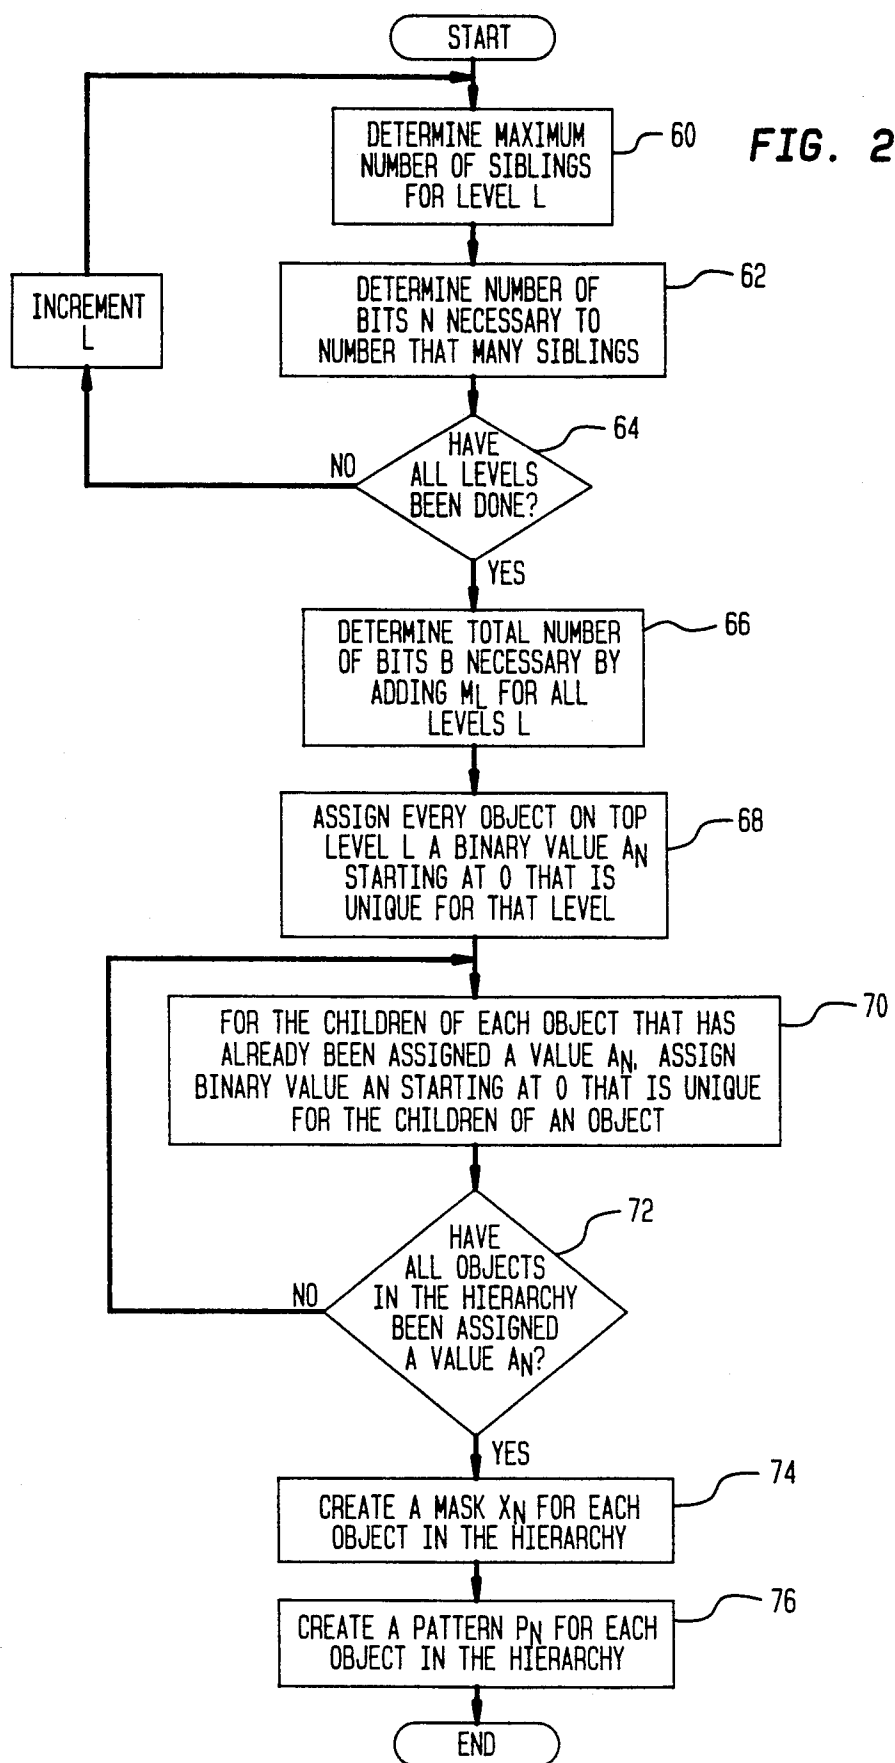 START
DETERMINE MAXIMUM
NUMBER OF SIBLINGS
FOR LEVEL L
60
FIG. 2
INCREMENT
L
DETERMINE NUMBER OF
BITS N NECESSARY TO
NUMBER THAT MANY SIBLINGS
62
HAVE
ALL LEVELS
BEEN DONE?
64
NO
YES
DETERMINE TOTAL NUMBER
OF BITS B NECESSARY BY
ADDING ML FOR ALL
LEVELS L
66
ASSIGN EVERY OBJECT ON TOP
LEVEL L A BINARY VALUE AN
STARTING AT 0 THAT IS
UNIQUE FOR THAT LEVEL
68
FOR THE CHILDREN OF EACH OBJECT THAT HAS
ALREADY BEEN ASSIGNED A VALUE AN, ASSIGN
BINARY VALUE AN STARTING AT 0 THAT IS UNIQUE
FOR THE CHILDREN OF AN OBJECT
70
HAVE
ALL OBJECTS
IN THE HIERARCHY
BEEN ASSIGNED
A VALUE AN?
72
NO
YES
CREATE A MASK XN FOR EACH
OBJECT IN THE HIERARCHY
74
CREATE A PATTERN PN FOR EACH
OBJECT IN THE HIERARCHY
76
END